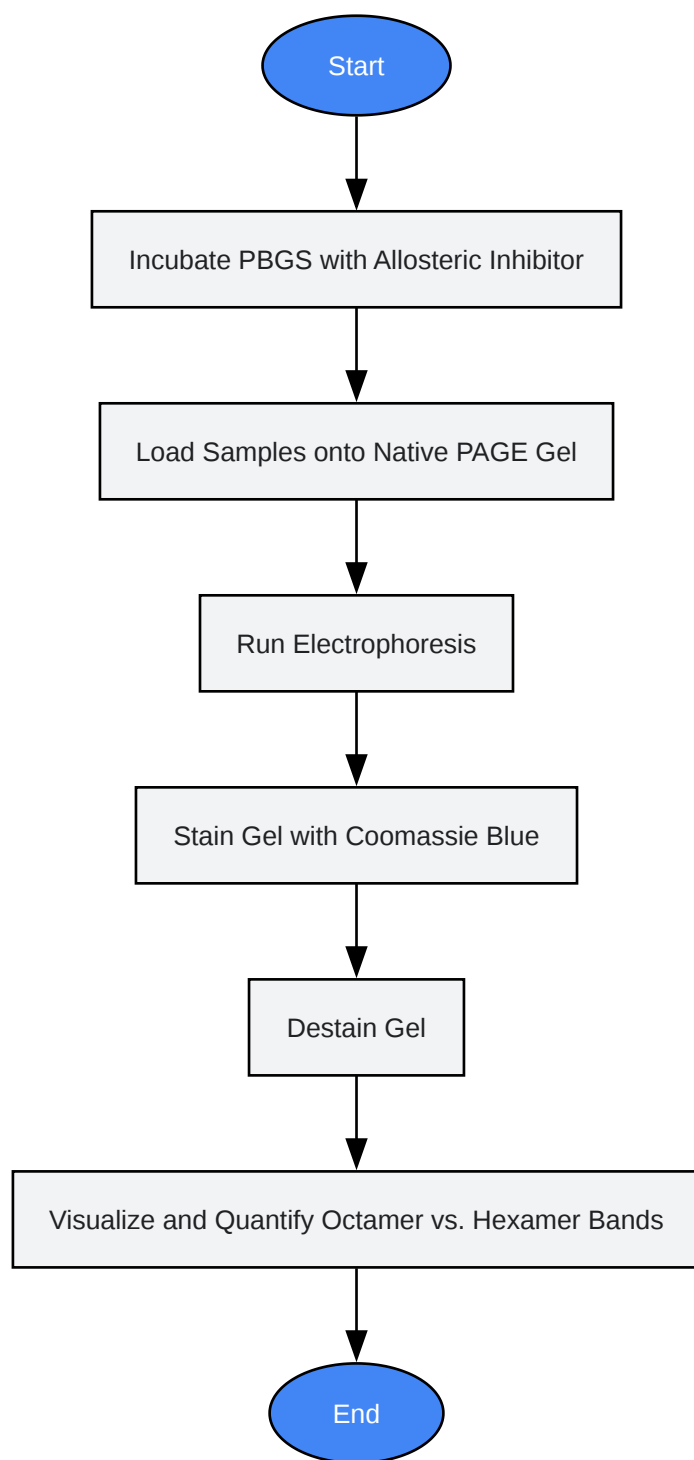 Start
Incubate PBGS with Allosteric Inhibitor
Load Samples onto Native PAGE Gel
Run Electrophoresis
Stain Gel with Coomassie Blue
Destain Gel
Visualize and Quantify Octamer vs. Hexamer Bands
End